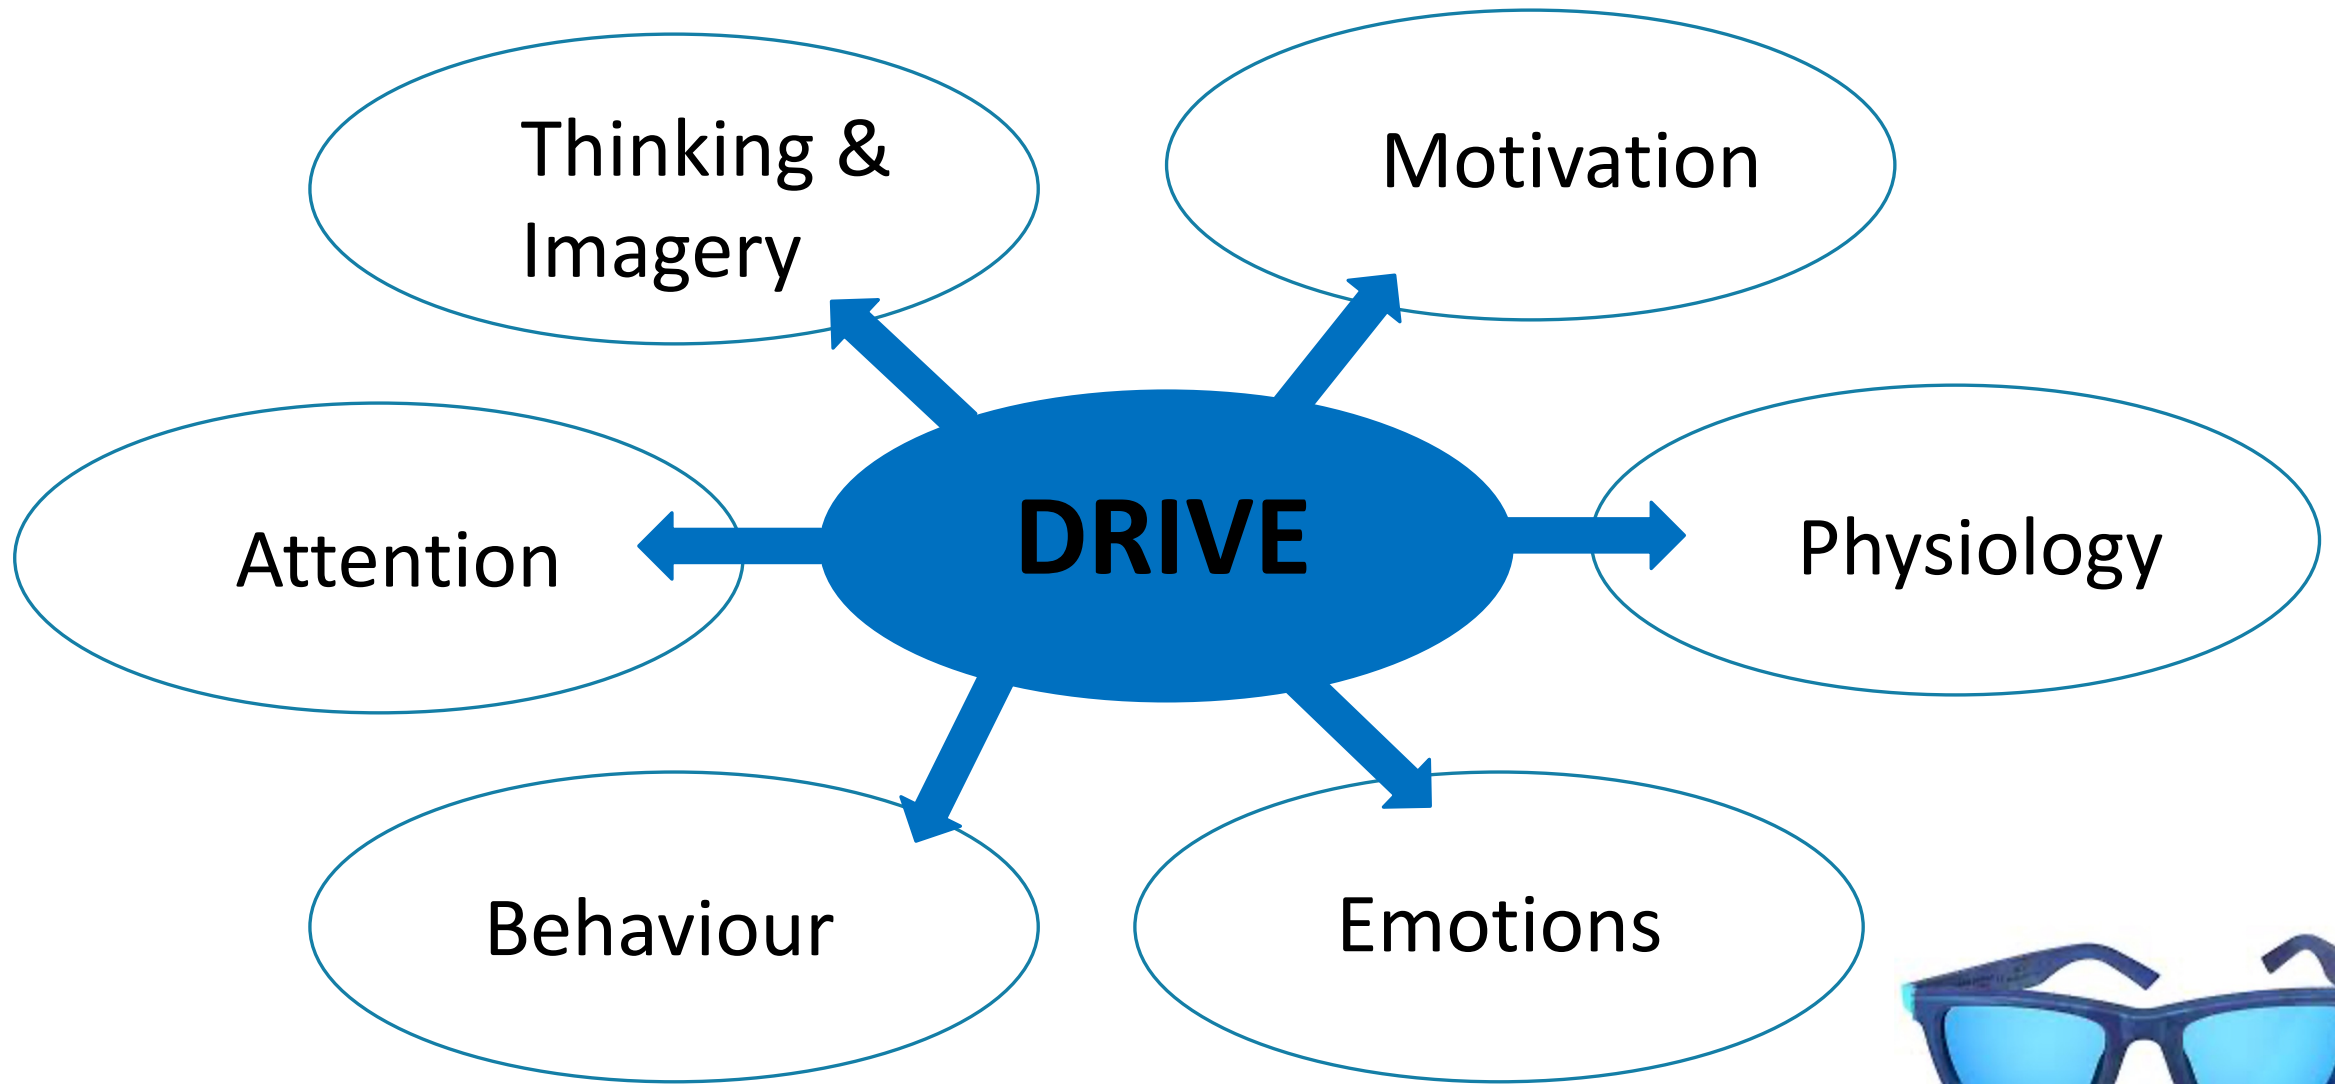 Thinking &
Imagery
Motivation
Attention
DRIVE
Physiology
Behaviour
Emotions